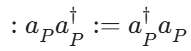 : a_P a_P^† := a_P^† a_P